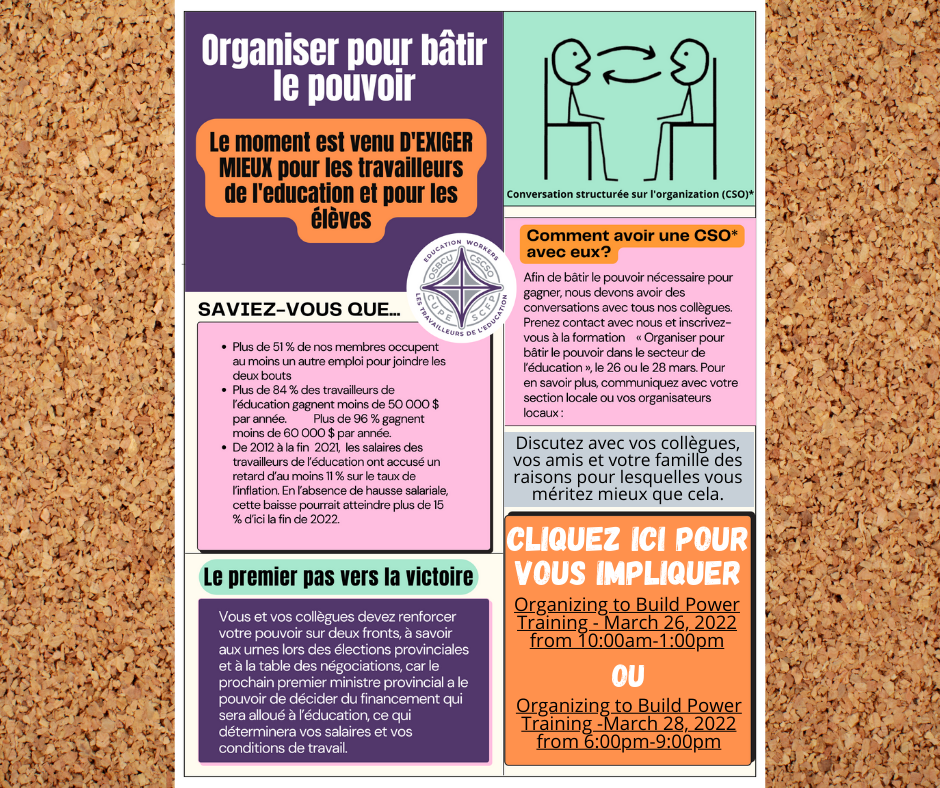 Organiser pour bâtir
le pouvoir
Le moment est venu D'EXIGER
MIEUX pour les travailleurs
de l'education et pour les
élèves
EDUCATION WORKERS
OSBCU CSCSO
CUPE SCFP
LES TRAVAILLEURS DE L'ÉDUCATION
SAVIEZ-VOUS QUE...
• Plus de 51 % de nos membres occupent
au moins un autre emploi pour joindre les
deux bouts
• Plus de 84 % des travailleurs de
l'éducation gagnent moins de 50 000 $
par année. Plus de 96 % gagnent
moins de 60 000 $ par année.
• De 2012 à la fin 2021, les salaires des
travailleurs de l'éducation ont accusé un
retard d'au moins 11 % sur le taux de
l'inflation. En l'absence de hausse salariale,
cette baisse pourrait atteindre plus de 15
% d'ici la fin de 2022.
Le premier pas vers la victoire
Vous et vos collègues devez renforcer
votre pouvoir sur deux fronts, à savoir
aux urnes lors des élections provinciales
et à la table des négociations, car le
prochain premier ministre provincial a le
pouvoir de décider du financement qui
sera alloué à l'éducation, ce qui
déterminera vos salaires et vos
conditions de travail.
Conversation structurée sur l'organization (CSO)*
Comment avoir une CSO*
avec eux?
Afin de bâtir le pouvoir nécessaire pour
gagner, nous devons avoir des
conversations avec tous nos collègues.
Prenez contact avec nous et inscrivez-
vous à la formation « Organiser pour
bâtir le pouvoir dans le secteur de
l'éducation », le 26 ou le 28 mars. Pour
en savoir plus, communiquez avec votre
section locale ou vos organisateurs
locaux :
Discutez avec vos collègues,
vos amis et votre famille des
raisons pour lesquelles vous
méritez mieux que cela.
CLIQUEZ ICI POUR
VOUS IMPLIQUER
Organizing to Build Power
Training - March 26, 2022
from 10:00am-1:00pm
OU
Organizing to Build Power
Training -March 28, 2022
from 6:00pm-9:00pm